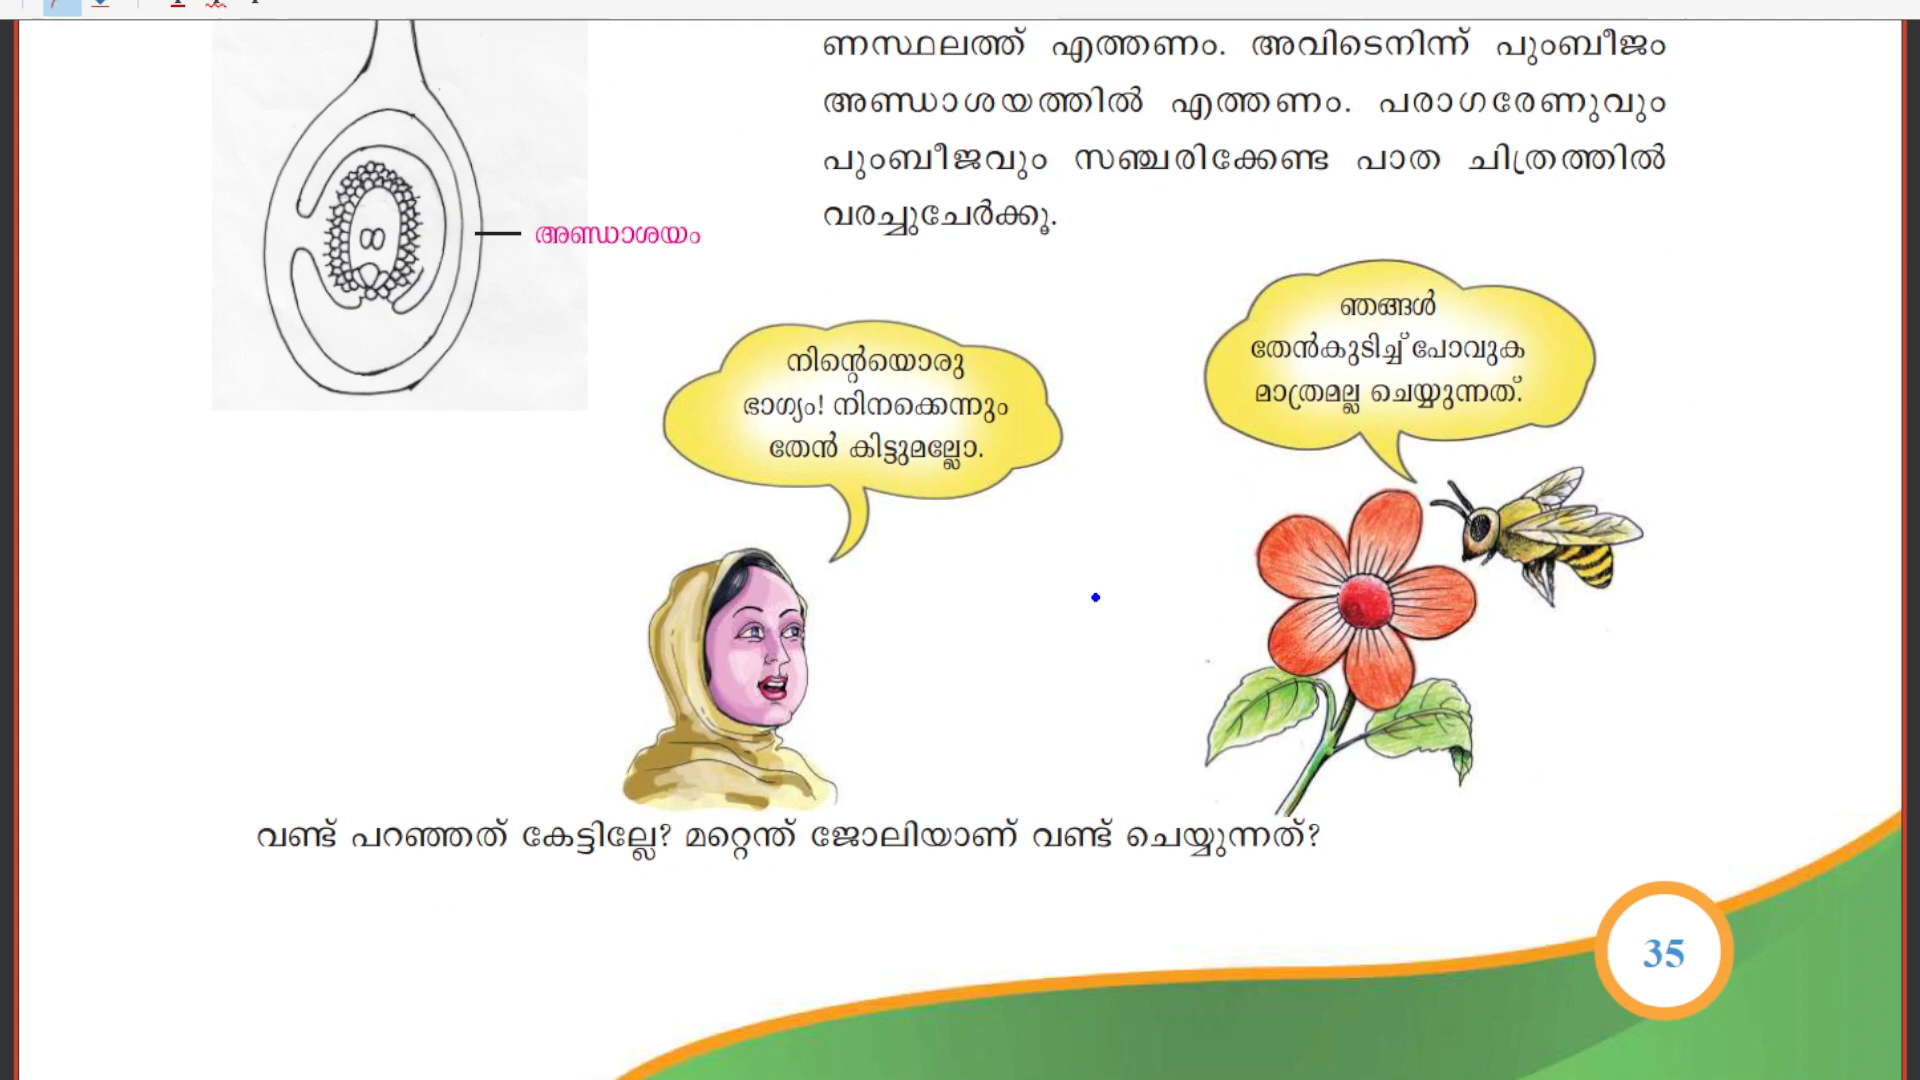 ണസ്ഥലത്ത് എത്തണം. അവിടെനിന്ന് പുംബീജം
അണ്ഡാശയത്തിൽ എത്തണം. പരാഗരേണുവും
പുംബീജവും സഞ്ചരിക്കേണ്ട പാത ചിത്രത്തിൽ
വരച്ചുചേർക്കൂ.
അണ്ഡാശയം
നിന്റെയൊരു
ഭാഗ്യം! നിനക്കെന്നും
തേൻ കിട്ടുമല്ലോ.
ഞങ്ങൾ
തേൻകുടിച്ച് പോവുക
മാത്രമല്ല ചെയ്യുന്നത്.
വണ്ട് പറഞ്ഞത് കേട്ടില്ലേ? മറ്റെന്ത് ജോലിയാണ് വണ്ട് ചെയ്യുന്നത്?
35